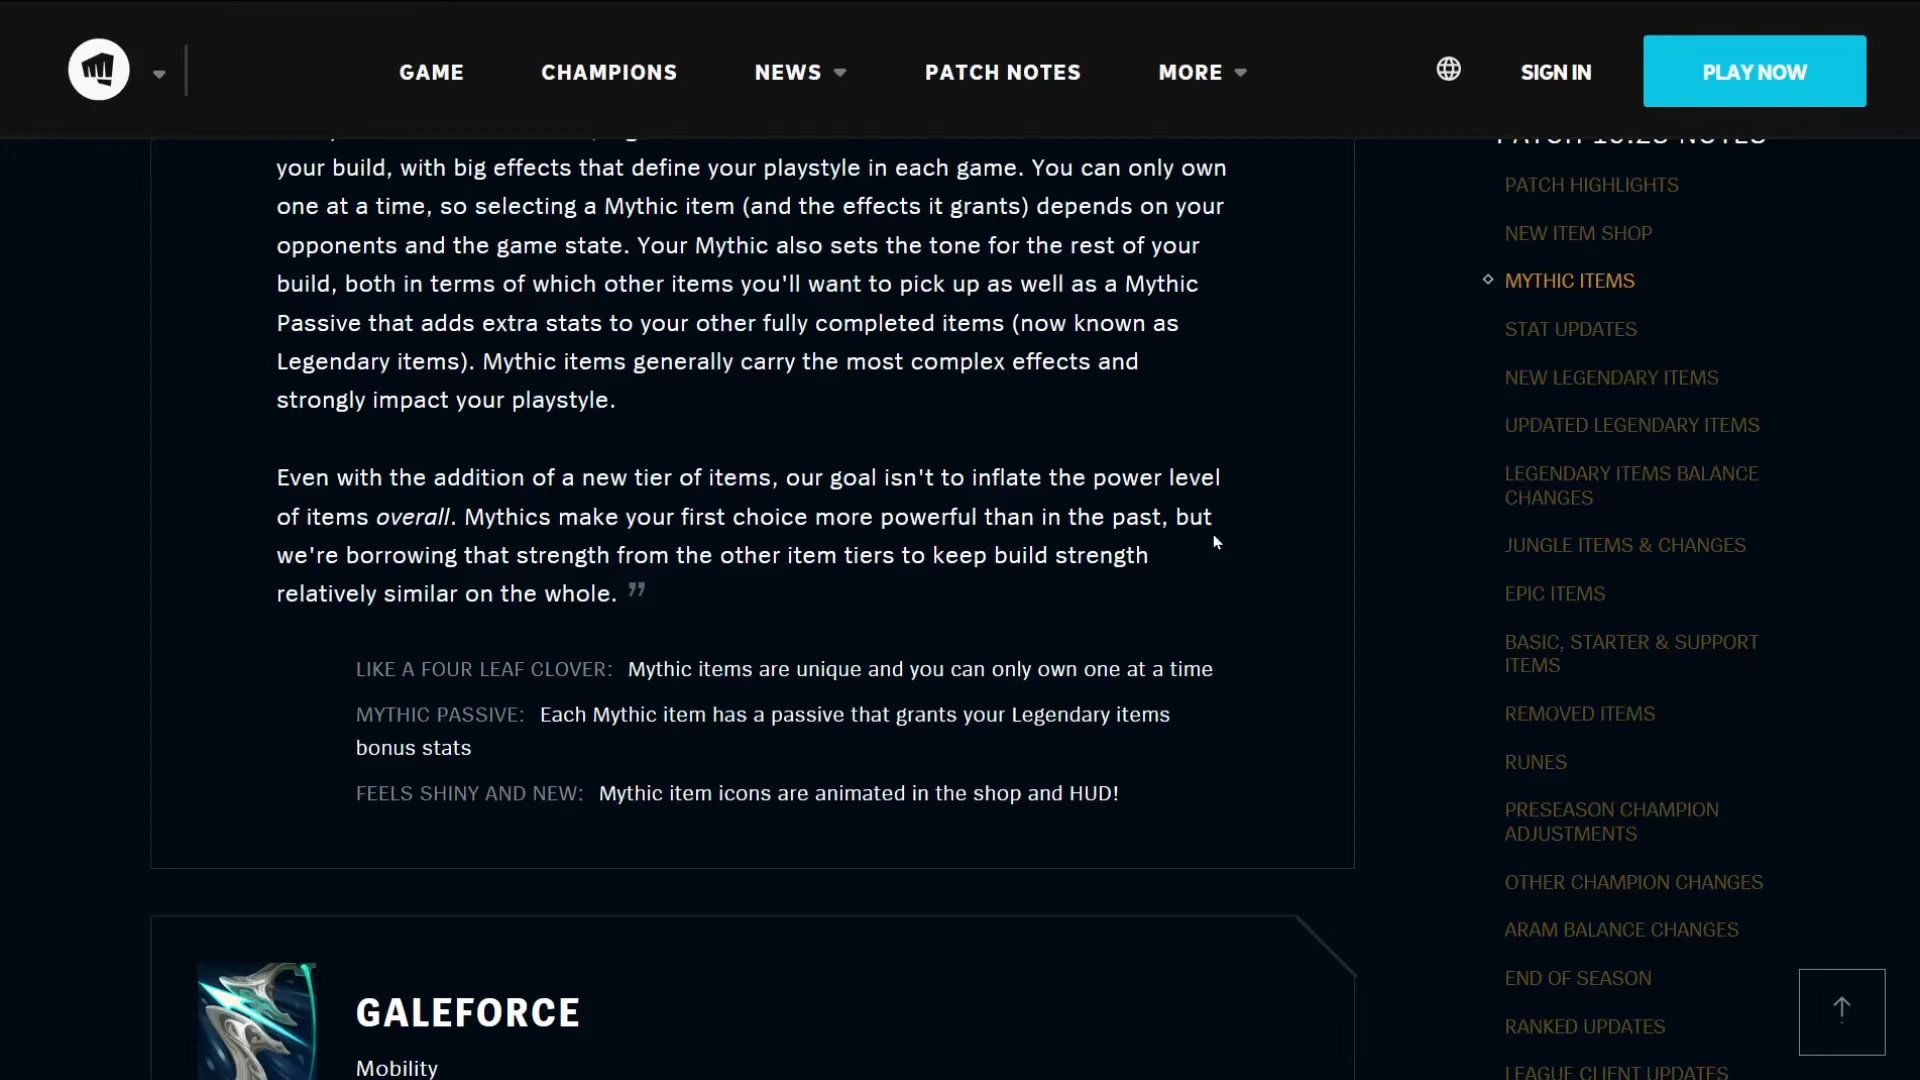 GAME
CHAMPIONS
NEWS
PATCH NOTES
MORE
SIGN IN
PLAY NOW
your build, with big effects that define your playstyle in each game. You can only own
one at a time, so selecting a Mythic item (and the effects it grants) depends on your
opponents and the game state. Your Mythic also sets the tone for the rest of your
build, both in terms of which other items you'll want to pick up as well as a Mythic
Passive that adds extra stats to your other fully completed items (now known as
Legendary items). Mythic items generally carry the most complex effects and
strongly impact your playstyle.
Even with the addition of a new tier of items, our goal isn't to inflate the power level
of items overall. Mythics make your first choice more powerful than in the past, but
we're borrowing that strength from the other item tiers to keep build strength
relatively similar on the whole. ”
LIKE A FOUR LEAF CLOVER: Mythic items are unique and you can only own one at a time
MYTHIC PASSIVE: Each Mythic item has a passive that grants your Legendary items
bonus stats
FEELS SHINY AND NEW: Mythic item icons are animated in the shop and HUD!
GALEFORCE
Mobility
PATCH 10.23 NOTES
PATCH HIGHLIGHTS
NEW ITEM SHOP
MYTHIC ITEMS
STAT UPDATES
NEW LEGENDARY ITEMS
UPDATED LEGENDARY ITEMS
LEGENDARY ITEMS BALANCE
CHANGES
JUNGLE ITEMS & CHANGES
EPIC ITEMS
BASIC, STARTER & SUPPORT
ITEMS
REMOVED ITEMS
RUNES
PRESEASON CHAMPION
ADJUSTMENTS
OTHER CHAMPION CHANGES
ARAM BALANCE CHANGES
END OF SEASON
RANKED UPDATES
LEAGUE CLIENT UPDATES